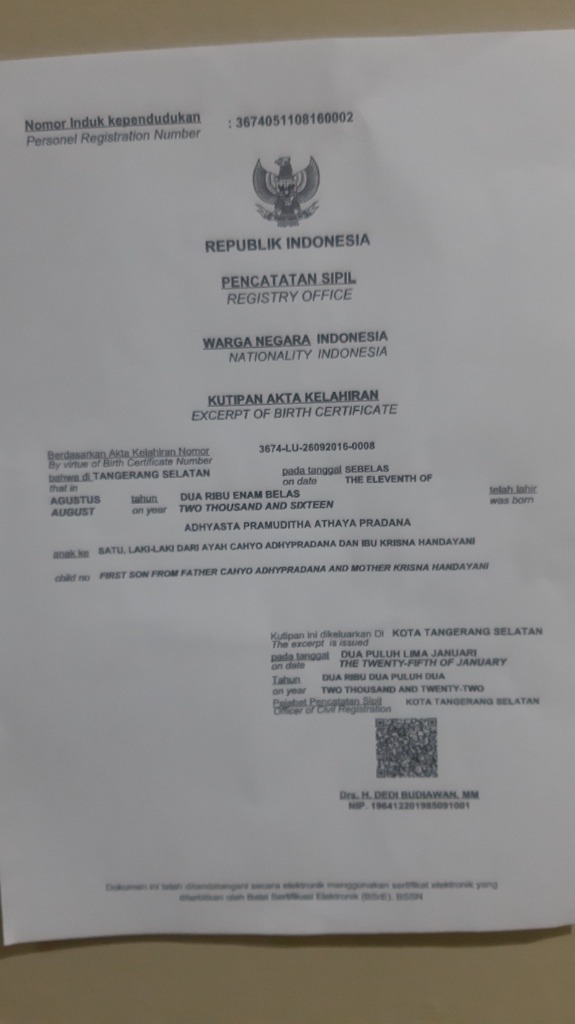 Nomor Induk kependudukan : 3674051108160002
Personel Registration Number
REPUBLIK INDONESIA
PENCATATAN SIPIL
REGISTRY OFFICE
WARGA NEGARA INDONESIA
NATIONALITY INDONESIA
KUTIPAN AKTA KELAHIRAN
EXCERPT OF BIRTH CERTIFICATE
Berdasarkan Akta Kelahiran Nomor 3674-LU-26092016-0008
By virtue of Birth Certificate Number
bahwa di TANGERANG SELATAN pada tanggal SEBELAS
that in on date THE ELEVENTH OF
AGUSTUS tahun DUA RIBU ENAM BELAS telah lahir
AUGUST on year TWO THOUSAND AND SIXTEEN was born
ADHYASTA PRAMUDITHA ATHAYA PRADANA
anak ke SATU, LAKI-LAKI DARI AYAH CAHYO ADHYPRADANA DAN IBU KRISNA HANDAYANI
child no FIRST SON FROM FATHER CAHYO ADHYPRADANA AND MOTHER KRISNA HANDAYANI
Kutipan ini dikeluarkan Di KOTA TANGERANG SELATAN
The excerpt is issued
pada tanggal DUA PULUH LIMA JANUARI
on date THE TWENTY-FIFTH OF JANUARY
Tahun DUA RIBU DUA PULUH DUA
on year TWO THOUSAND AND TWENTY-TWO
Pejabat Pencatatan Sipil KOTA TANGERANG SELATAN
Officer of Civil Registration
Drs. H. DEDI BUDIAWAN, MM
NIP. 196412201985091001
Dokumen ini telah ditandatangani secara elektronik menggunakan sertifikat elektronik yang
diterbitkan oleh Balai Sertifikasi Elektronik (BSrE), BSSN